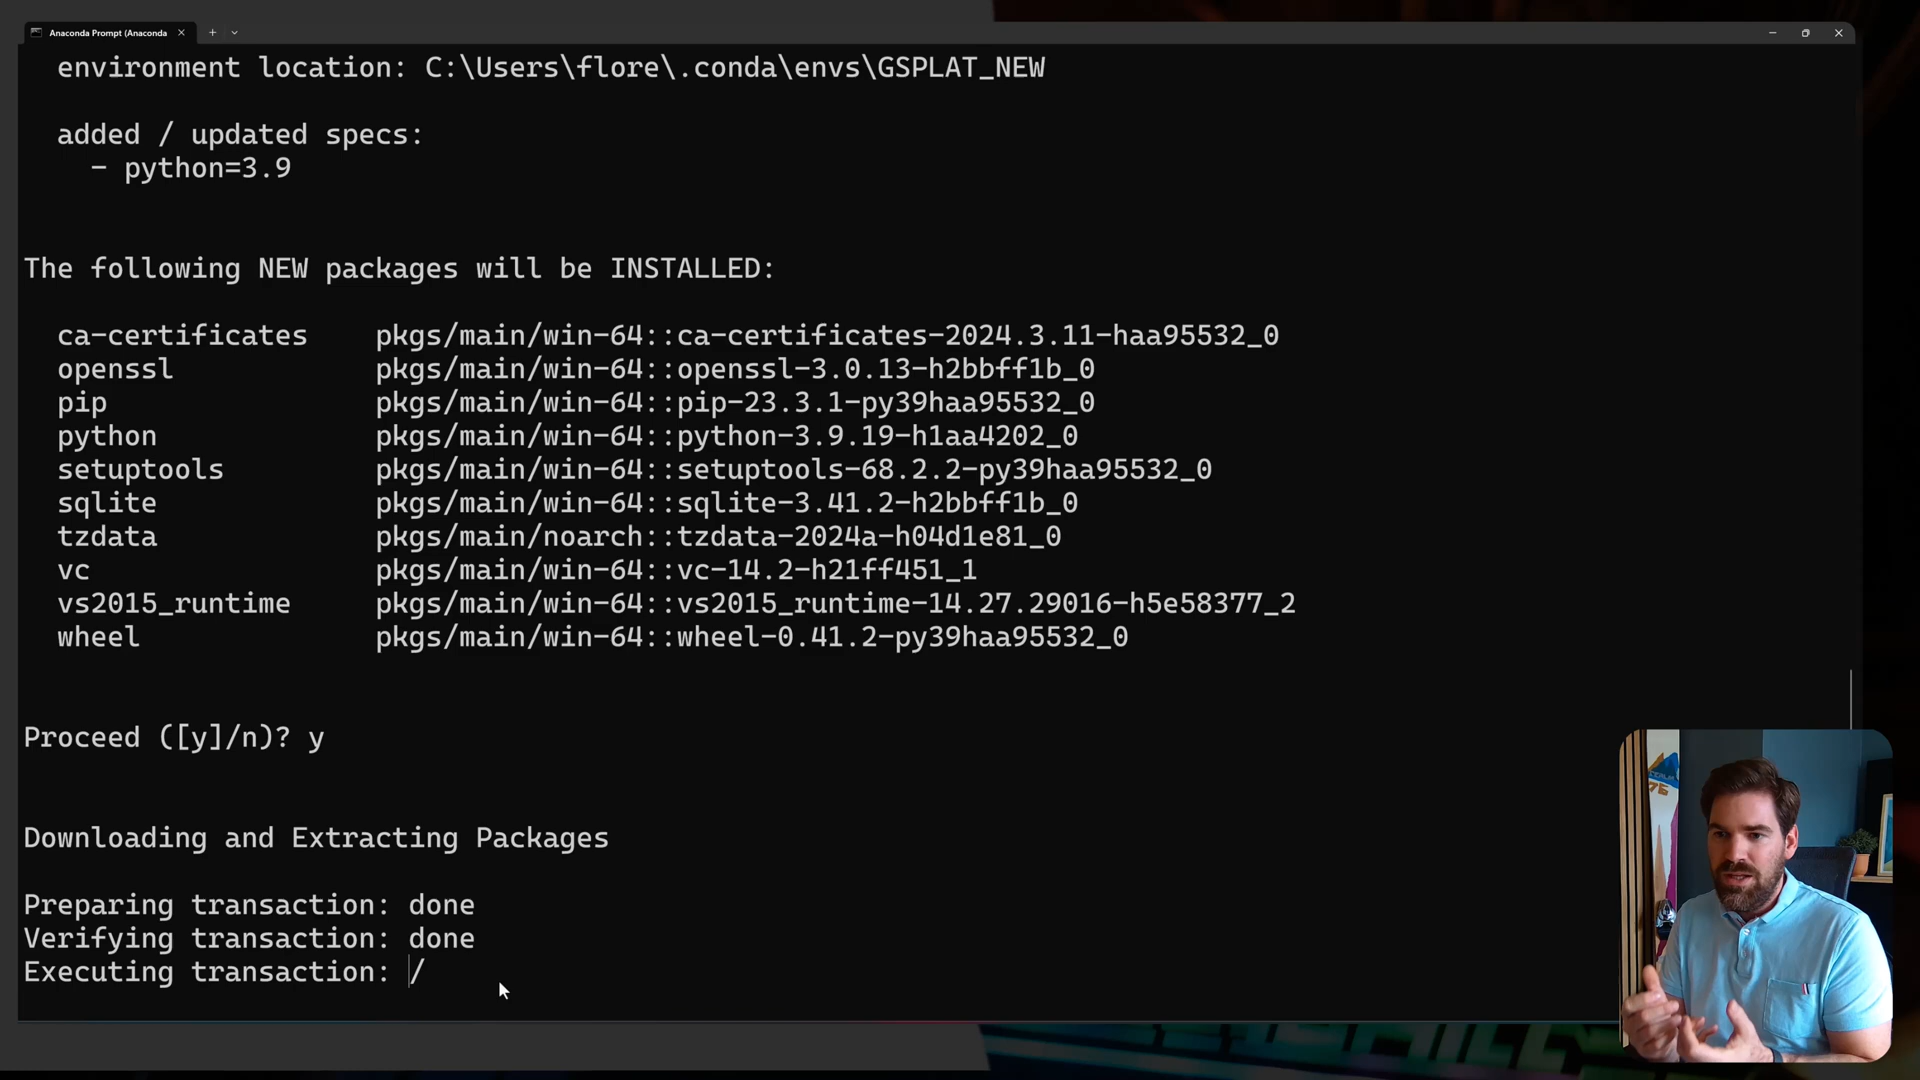 Anaconda Prompt (Anaconda
environment location: C:\Users\flore\.conda\envs\GSPLAT_NEW
added / updated specs:
- python=3.9
The following NEW packages will be INSTALLED:
ca-certificates pkgs/main/win-64::ca-certificates-2024.3.11-haa95532_0
openssl pkgs/main/win-64::openssl-3.0.13-h2bbff1b_0
pip pkgs/main/win-64::pip-23.3.1-py39haa95532_0
python pkgs/main/win-64::python-3.9.19-h1aa4202_0
setuptools pkgs/main/win-64::setuptools-68.2.2-py39haa95532_0
sqlite pkgs/main/win-64::sqlite-3.41.2-h2bbff1b_0
tzdata pkgs/main/noarch::tzdata-2024a-h04d1e81_0
vc pkgs/main/win-64::vc-14.2-h21ff451_1
vs2015_runtime pkgs/main/win-64::vs2015_runtime-14.27.29016-h5e58377_2
wheel pkgs/main/win-64::wheel-0.41.2-py39haa95532_0
Proceed ([y]/n)? y
Downloading and Extracting Packages
Preparing transaction: done
Verifying transaction: done
Executing transaction: /